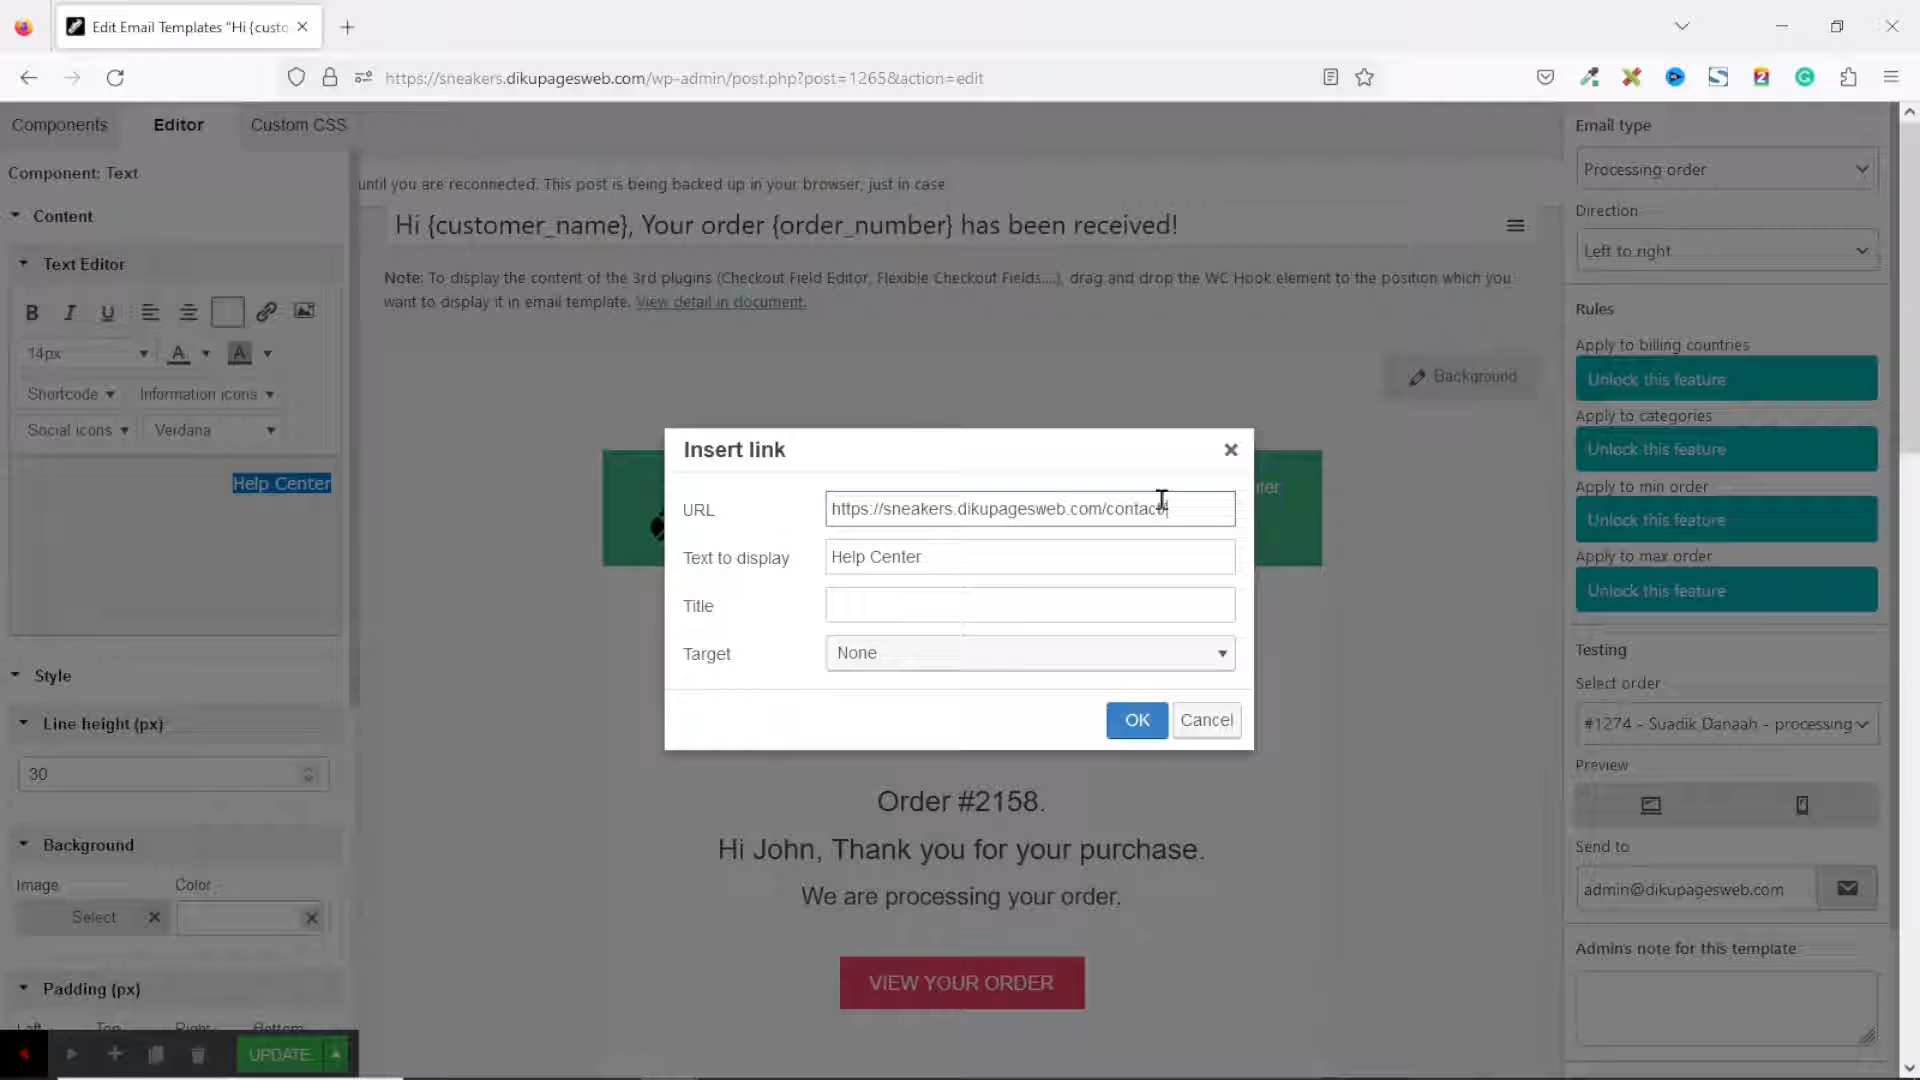 Edit Email Templates “Hi {custo
https://sneakers.dikupagesweb.com/wp-admin/post.php?post=1265&action=edit
Components
Editor
Custom CSS
Component: Text
Content
Text Editor
B
I
U
14px
A
A
Shortcode
Information icons
Social icons
Verdana
Help Center
Style
Line height (px)
30
Background
Image
Color
Select
Padding (px)
Left
Top
Right
Bottom
UPDATE
until you are reconnected. This post is being backed up in your browser, just in case
Hi {customer_name}, Your order {order_number} has been received!
Note: To display the content of the 3rd plugins (Checkout Field Editor, Flexible Checkout Fields....), drag and drop the WC Hook element to the position which you
want to display it in email template. View detail in document.
Background
Insert link
URL
https://sneakers.dikupagesweb.com/contact/
Text to display
Help Center
Title
Target
None
OK
Cancel
Order #2158.
Hi John, Thank you for your purchase.
We are processing your order.
VIEW YOUR ORDER
Email type
Processing order
Direction
Left to right
Rules
Apply to billing countries
Unlock this feature
Apply to categories
Unlock this feature
Apply to min order
Unlock this feature
Apply to max order
Unlock this feature
Testing
Select order
#1274 - Suadik Danaah - processing
Preview
Send to
admin@dikupagesweb.com
Admin's note for this template